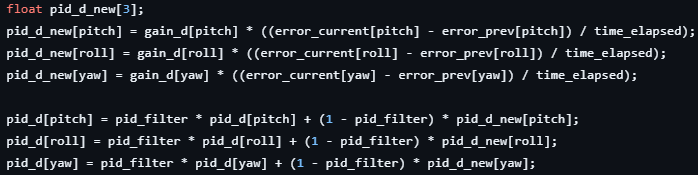 float pid_d_new[3];
pid_d_new[pitch] = gain_d[pitch] * ((error_current[pitch] - error_prev[pitch]) / time_elapsed);
pid_d_new[roll] = gain_d[roll] * ((error_current[roll] - error_prev[roll]) / time_elapsed);
pid_d_new[yaw] = gain_d[yaw] * ((error_current[yaw] - error_prev[yaw]) / time_elapsed);
pid_d[pitch] = pid_filter * pid_d[pitch] + (1 - pid_filter) * pid_d_new[pitch];
pid_d[roll] = pid_filter * pid_d[roll] + (1 - pid_filter) * pid_d_new[roll];
pid_d[yaw] = pid_filter * pid_d[yaw] + (1 - pid_filter) * pid_d_new[yaw];